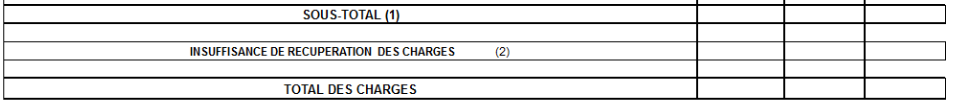 SOUS-TOTAL (1)
INSUFFISANCE DE RECUPERATION DES CHARGES (2)
TOTAL DES CHARGES